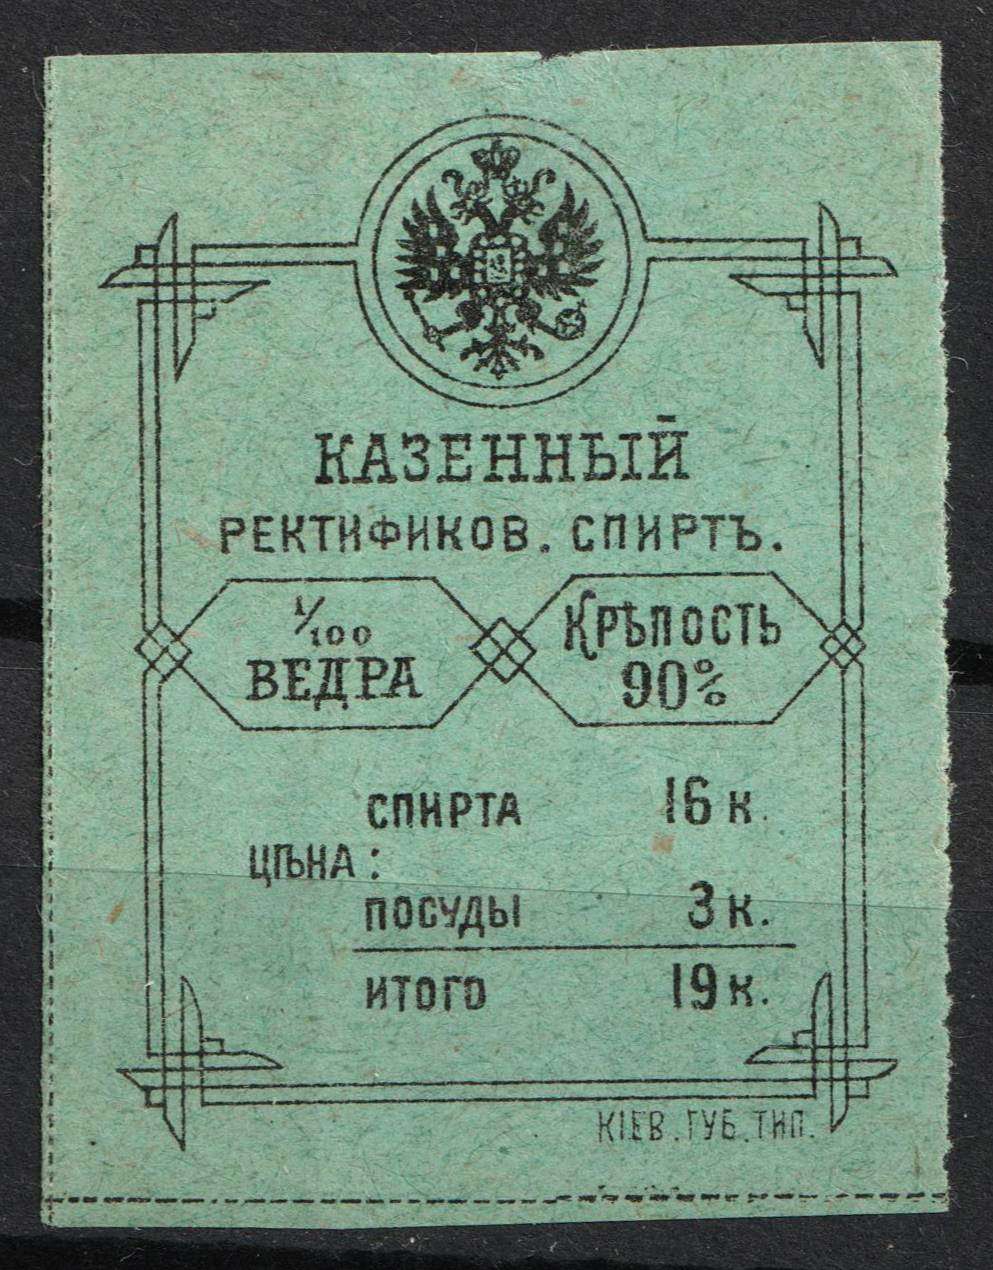 КАЗЕННЫЙ
РЕКТИФИКОВ. СПИРТЪ.
1/100
ВЕДРА
КРѢПОСТЬ
90%
СПИРТА 16 к.
ЦѢНА:
ПОСУДЫ 3 к.
ИТОГО 19 к.
КІЕВ. ГУБ. ТИП.